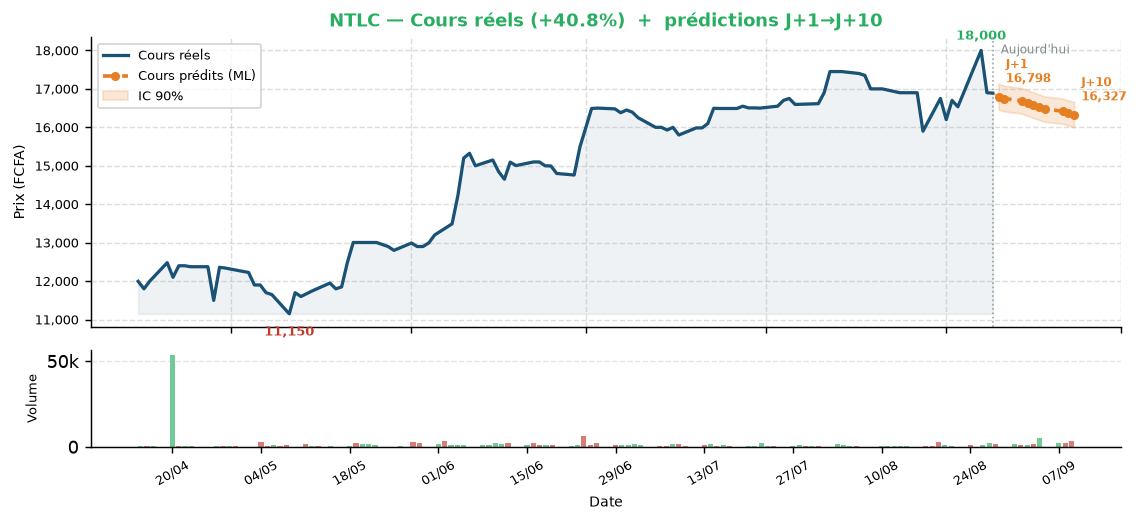 NTLC — Cours réels (+40.8%)  +  prédictions J+1→J+10
18,000
Aujourd'hui
Cours réels
Cours prédits (ML)
IC 90%
J+1
16,798
J+10
16,327
18,000
17,000
16,000
15,000
14,000
13,000
12,000
11,000
Prix (FCFA)
11,150
50k
0
Volume
20/04
04/05
18/05
01/06
15/06
29/06
13/07
27/07
10/08
24/08
07/09
Date